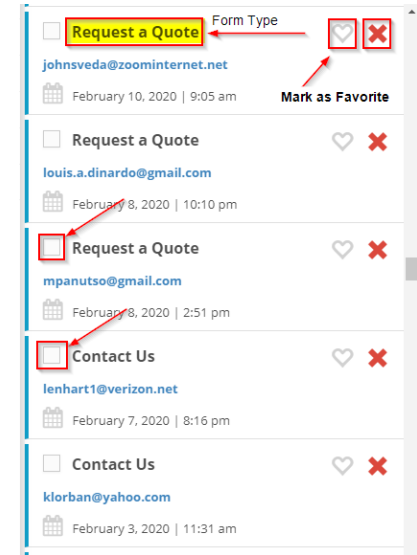 Request a Quote Form Type
johnsveda@zoominternet.net
February 10, 2020 | 9:05 am Mark as Favorite
Request a Quote
louis.a.dinardo@gmail.com
February 8, 2020 | 10:10 pm
Request a Quote
mpanutso@gmail.com
February 8, 2020 | 2:51 pm
Contact Us
lenhart1@verizon.net
February 7, 2020 | 8:16 pm
Contact Us
klorban@yahoo.com
February 3, 2020 | 11:31 am